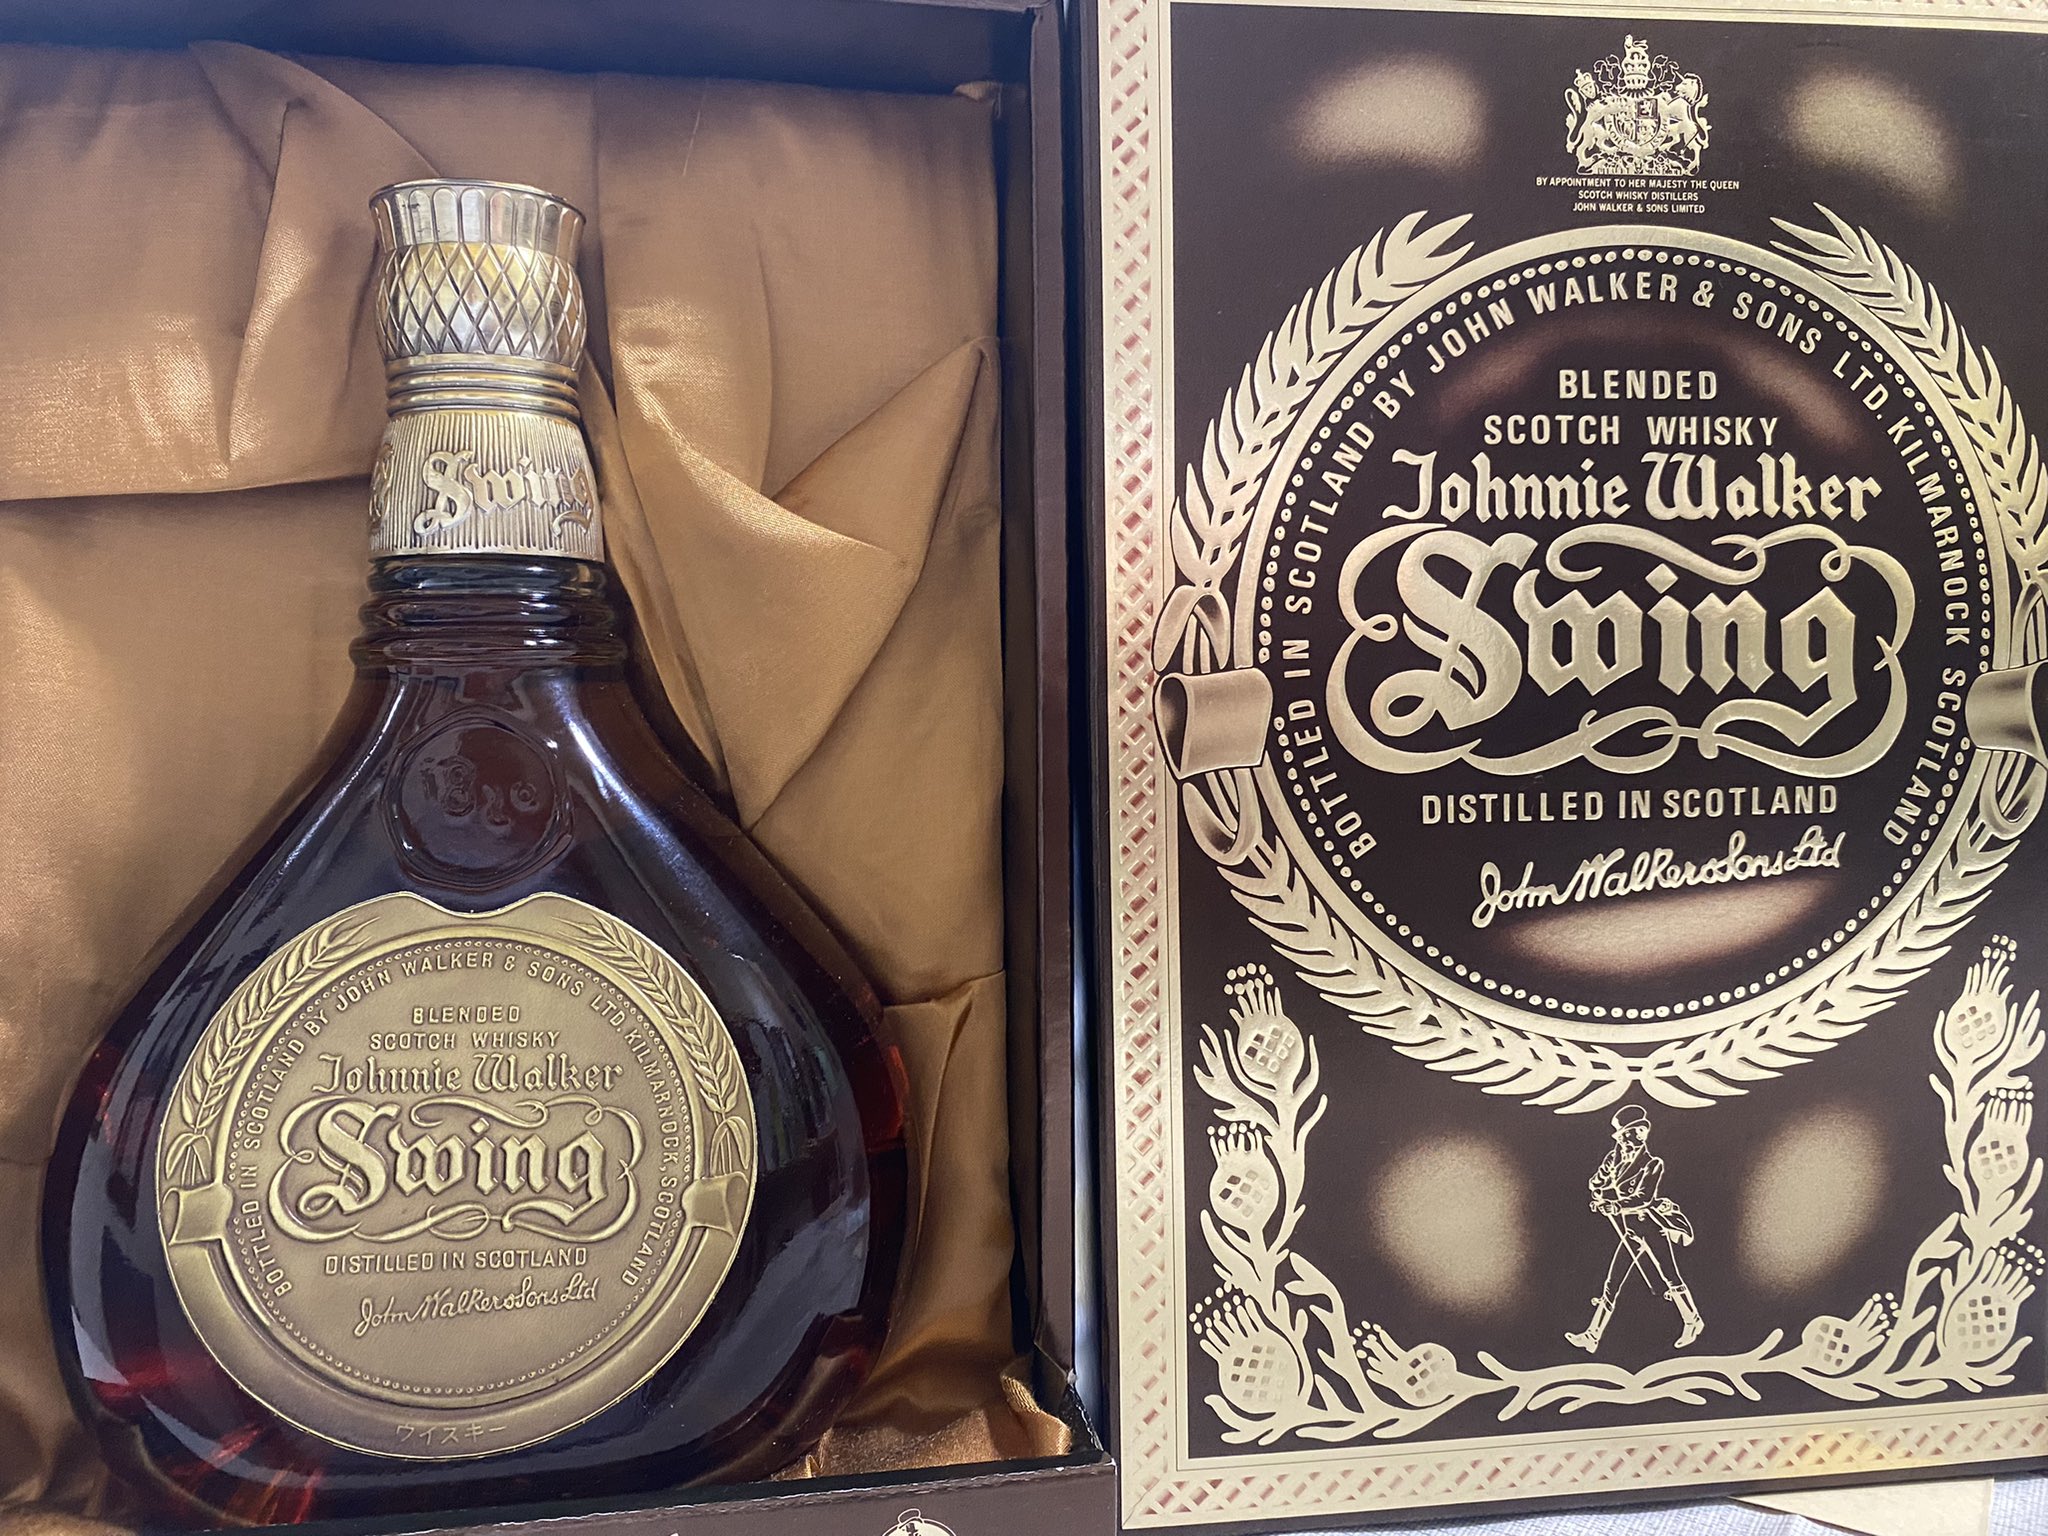 Swing
18 20
BOTTLED IN SCOTLAND BY JOHN WALKER & SONS LTD. KILMARNOCK, SCOTLAND
BLENDED
SCOTCH WHISKY
Johnnie Walker
Swing
DISTILLED IN SCOTLAND
John Walker & Sons Ltd
ウイスキー
BY APPOINTMENT TO HER MAJESTY THE QUEEN
SCOTCH WHISKY DISTILLERS
JOHN WALKER & SONS LIMITED
BOTTLED IN SCOTLAND BY JOHN WALKER & SONS LTD. KILMARNOCK SCOTLAND
BLENDED
SCOTCH WHISKY
Johnnie Walker
Swing
DISTILLED IN SCOTLAND
John Walker & Sons Ltd